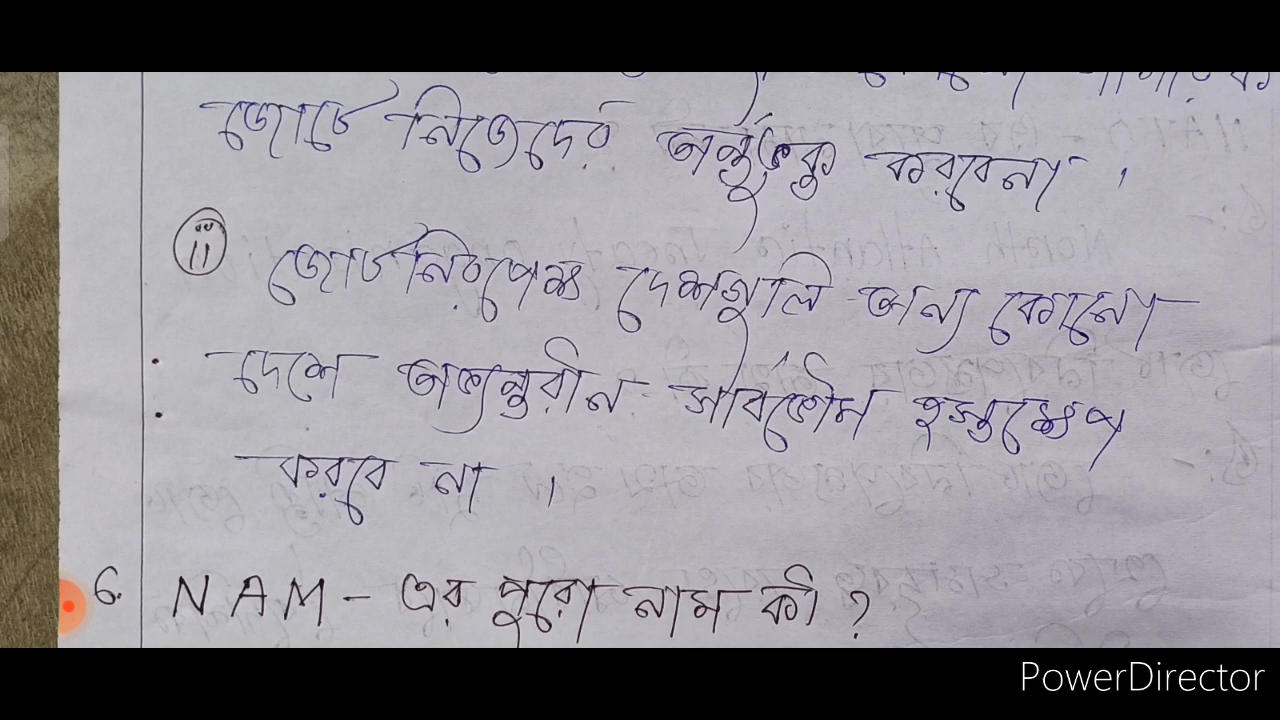 জোটে নিজেদের অন্তর্ভুক্ত করবেনা ।
(ii) জোটনিরপেক্ষ দেশগুলি অন্য কোনো
দেশে অভ্যন্তরীন সার্বভৌম হস্তক্ষেপ
করবে না ।
6. NAM - এর পুরো নাম কী ?
PowerDirector